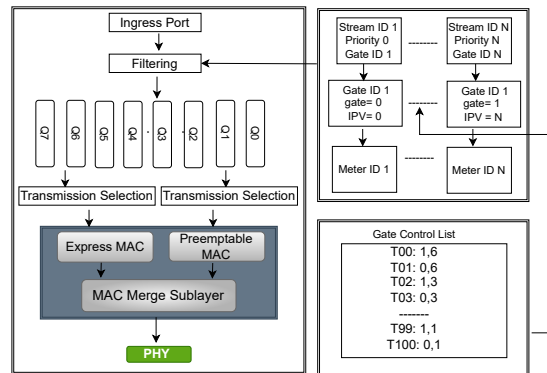 Ingress Port
Filtering
Q7 Q6 Q5 Q4 Q3 Q2 Q1 Q0
Transmission Selection
Transmission Selection
Express MAC
Preemptable
MAC
MAC Merge Sublayer
PHY
Stream ID 1
Priority 0
Gate ID 1
--------
Stream ID N
Priority N
Gate ID N
Gate ID 1
gate= 0
IPV= 0
--------
Gate ID 1
gate= 1
IPV = N
Meter ID 1
--------
Meter ID N
Gate Control List
T00: 1,6
T01: 0,6
T02: 1,3
T03: 0,3
-------
T99: 1,1
T100: 0,1